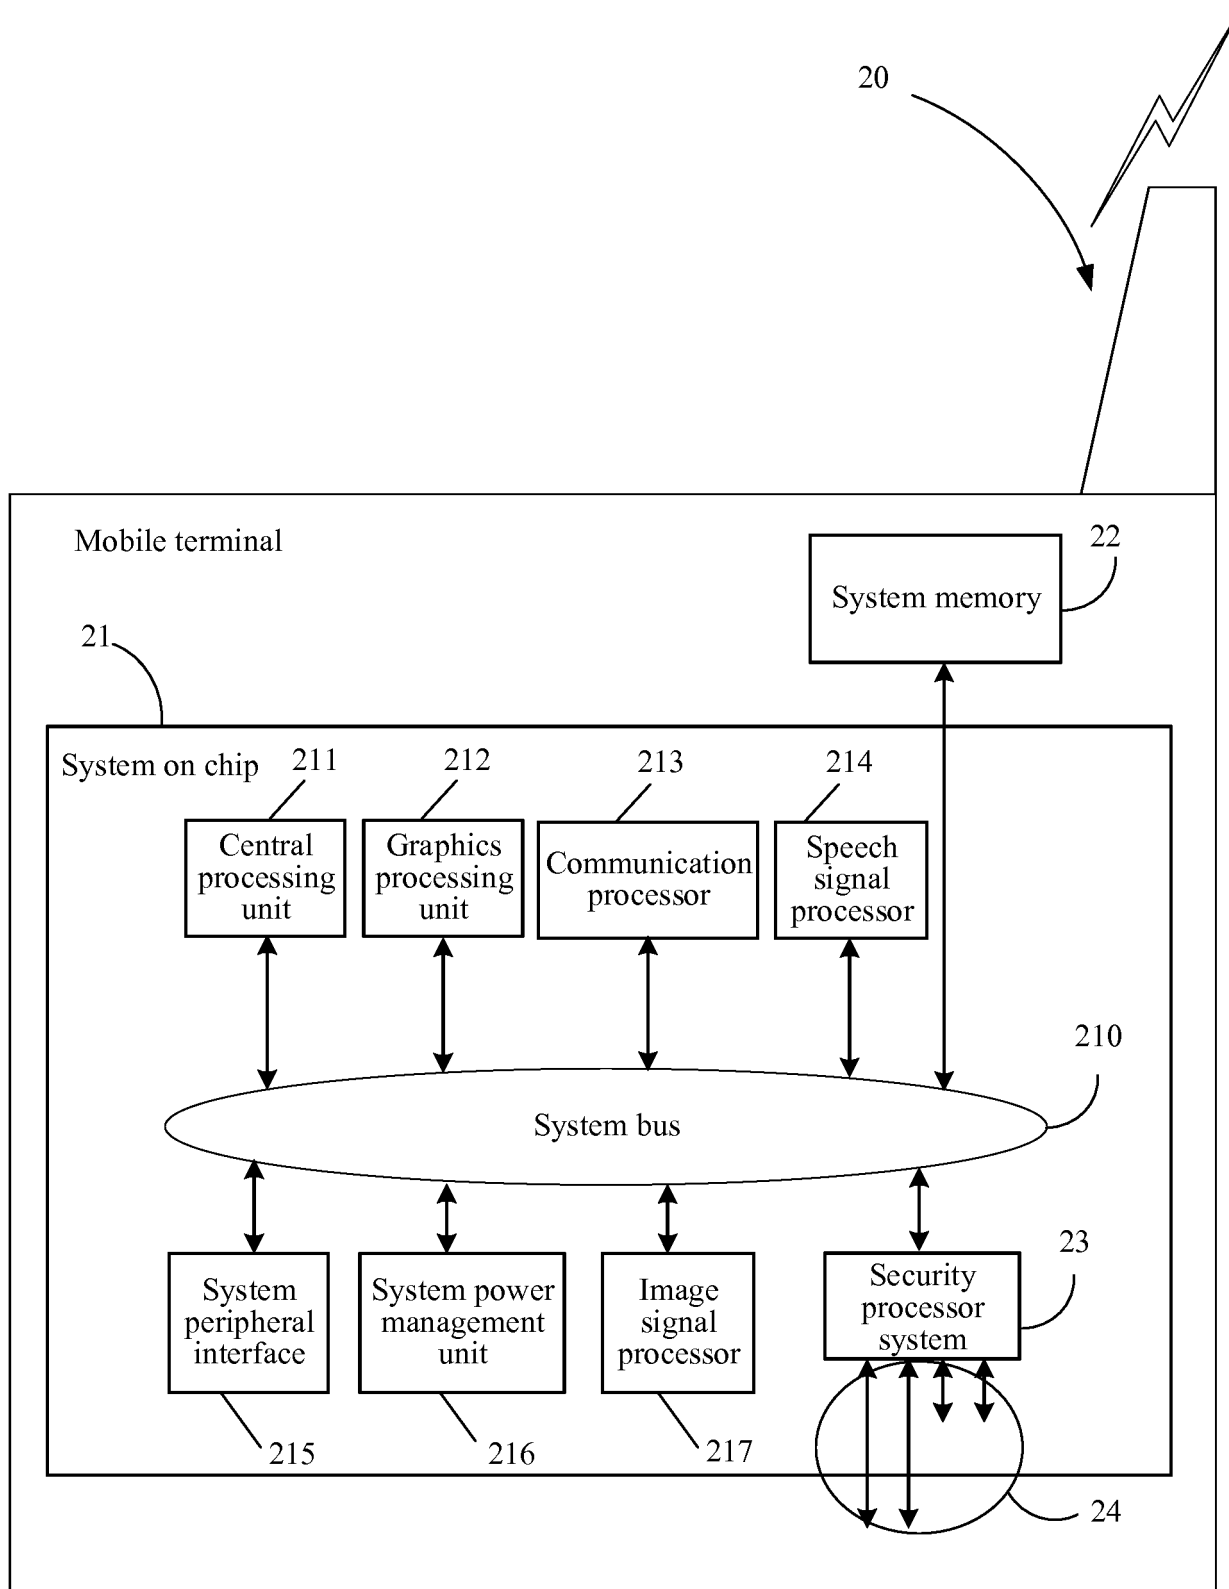 20
Mobile terminal
22
System memory
21
System on chip
211
212
213
214
Central
processing
unit
Graphics
processing
unit
Communication
processor
Speech
signal
processor
210
System bus
23
System
peripheral
interface
System power
management
unit
Image
signal
processor
Security
processor
system
215
216
217
24